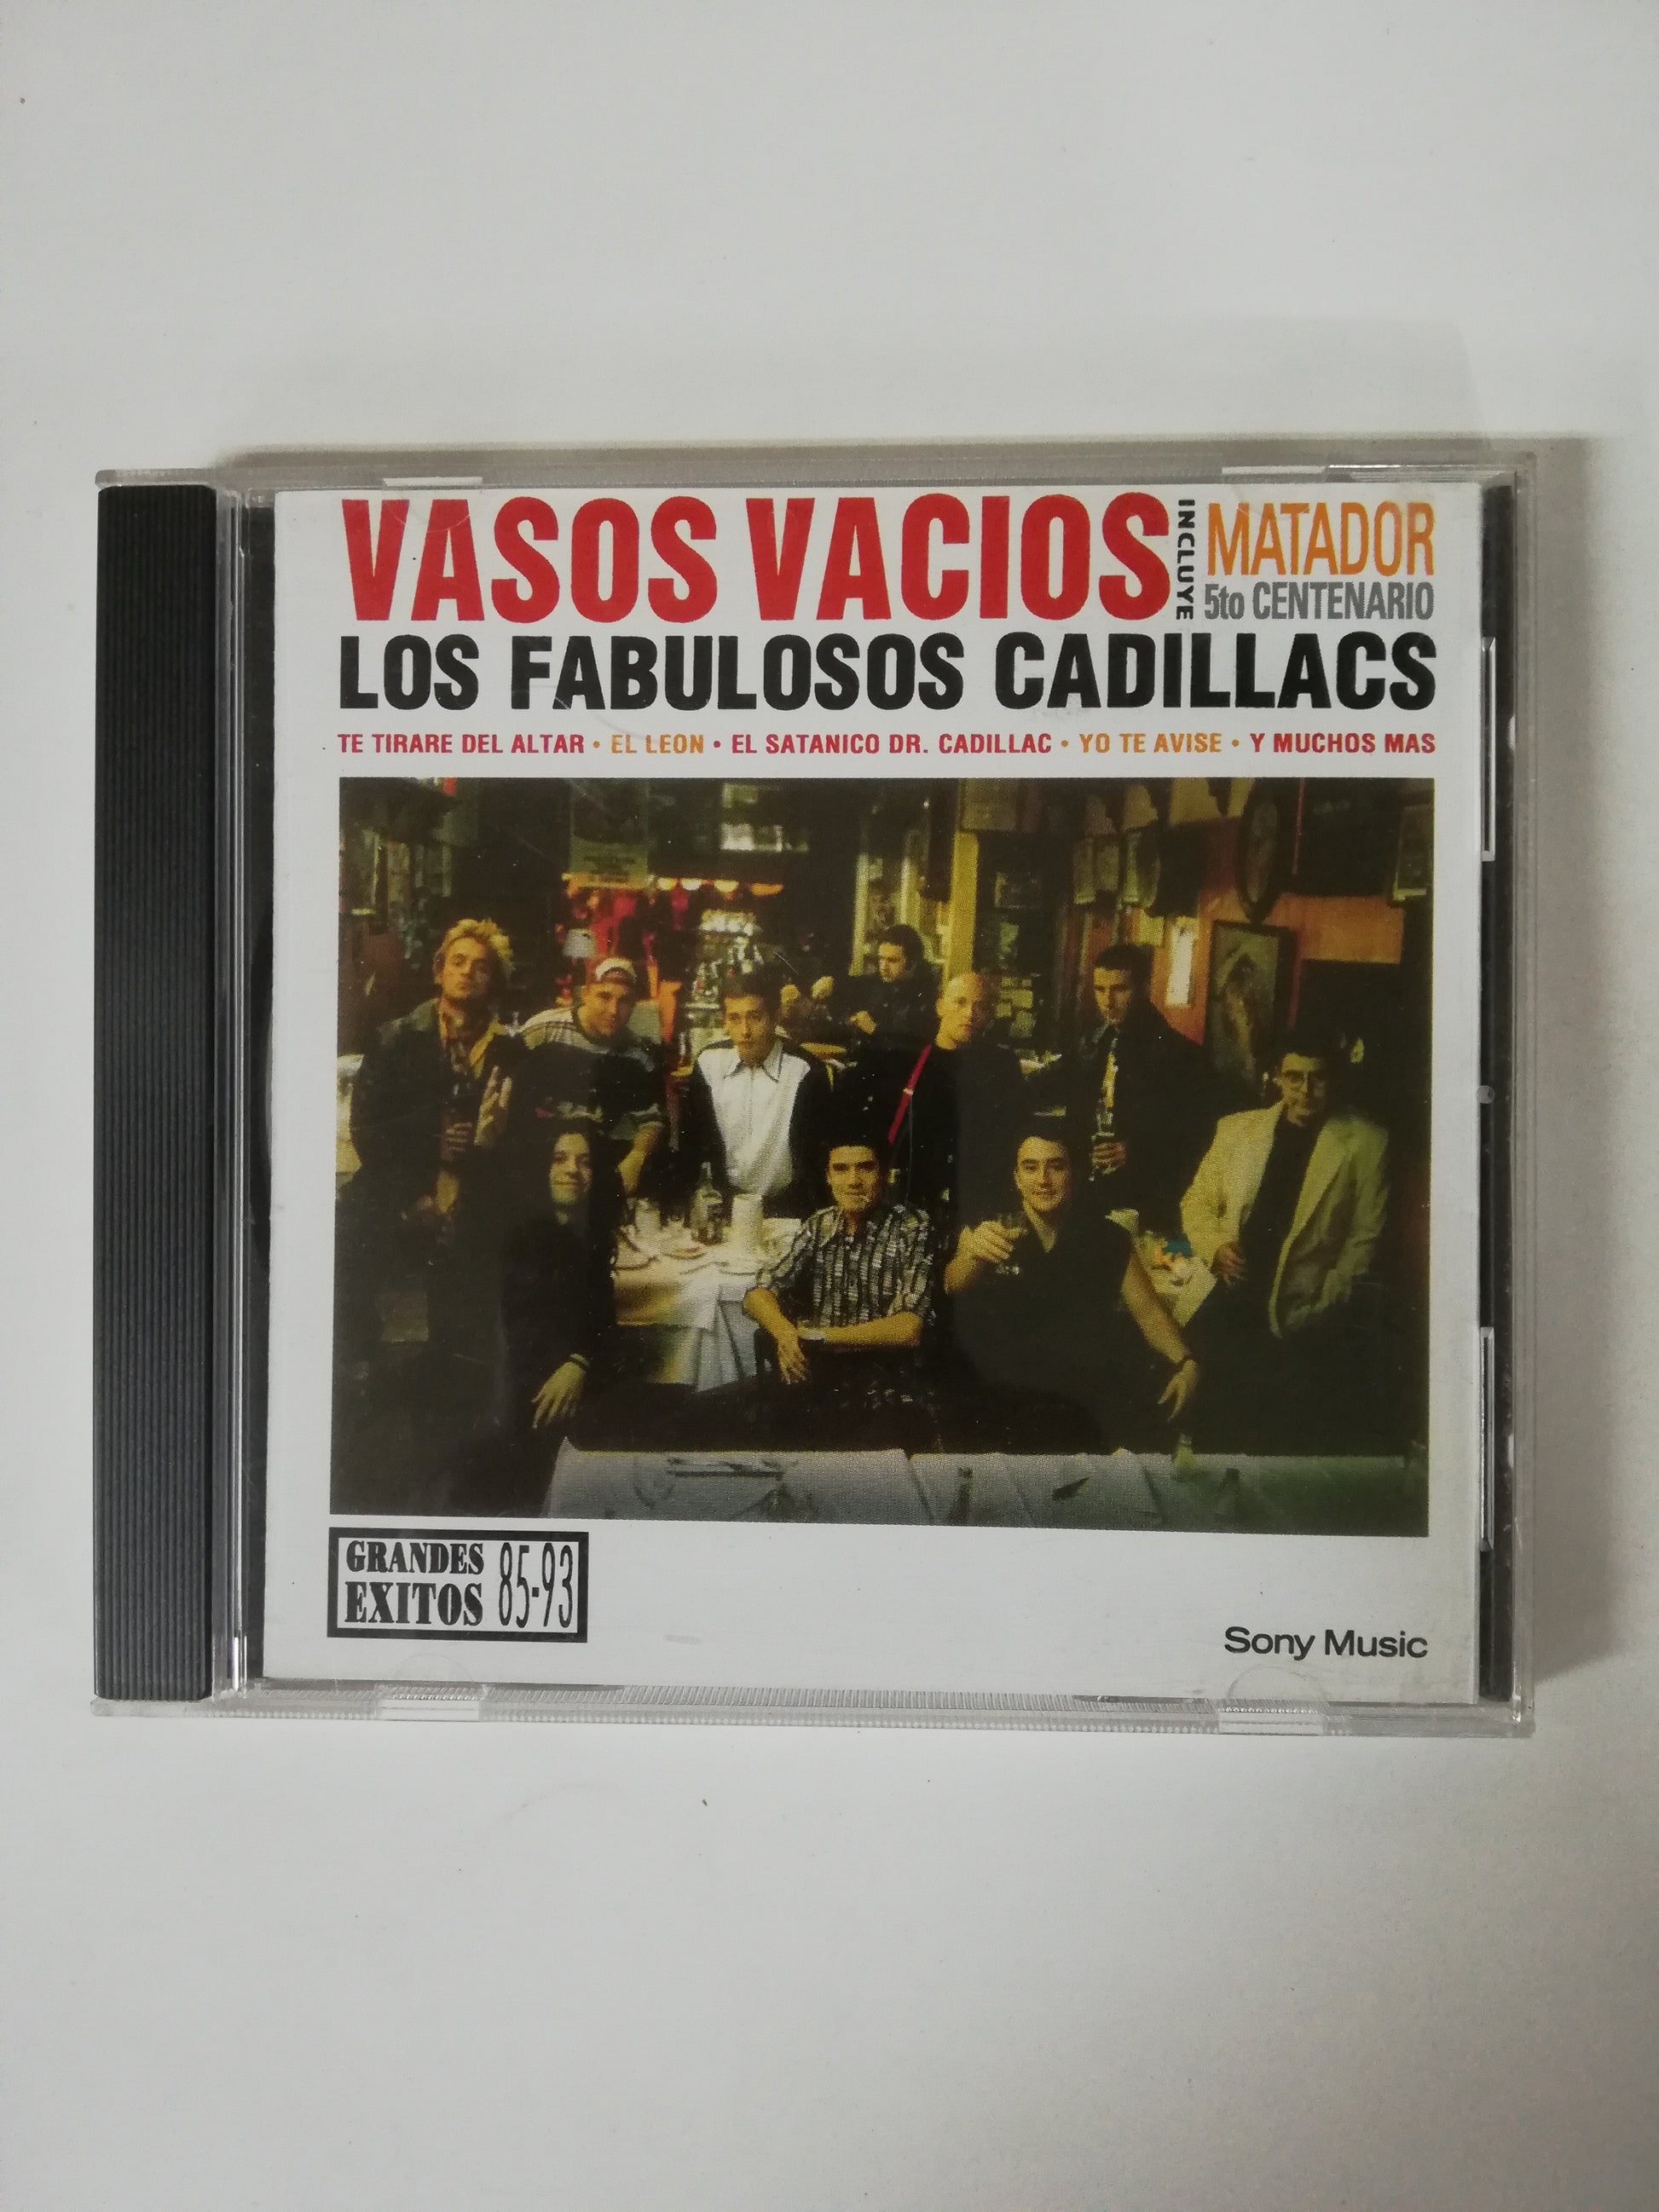 VASOS VACIOS
INCLUYE
MATADOR
5to CENTENARIO
LOS FABULOSOS CADILLACS
TE TIRARE DEL ALTAR • EL LEON • EL SATANICO DR. CADILLAC • YO TE AVISE • Y MUCHOS MAS
GRANDES
EXITOS
85-93
Sony Music